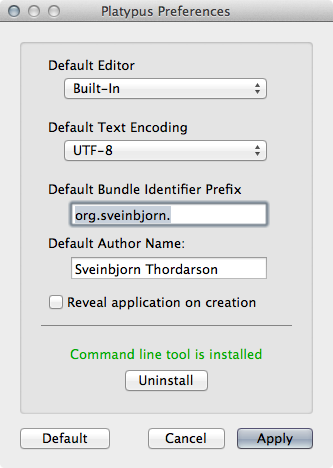 Platypus Preferences
Default Editor
Built-In
Default Text Encoding
UTF-8
Default Bundle Identifier Prefix
org.sveinbjorn.
Default Author Name:
Sveinbjorn Thordarson
Reveal application on creation
Command line tool is installed
Uninstall
Default Cancel Apply